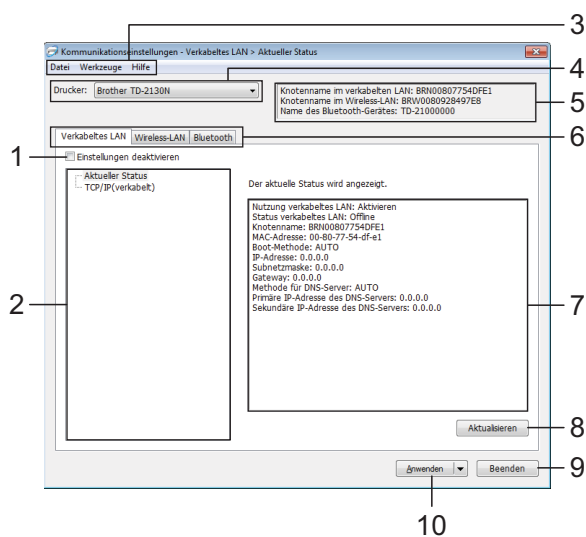 3
Kommunikationseinstellungen - Verkabeltes LAN > Aktueller Status
Datei Werkzeuge Hilfe
4
Drucker: Brother TD-2130N
Knotenname im verkabelten LAN: BRN00807754DFE1
Knotenname im Wireless-LAN: BRW0080928497E8
Name des Bluetooth-Gerätes: TD-21000000
5
6
Verkabeltes LAN Wireless-LAN Bluetooth
1
Einstellungen deaktivieren
Aktueller Status
TCP/IP(verkabelt)
2
Der aktuelle Status wird angezeigt.
Nutzung verkabeltes LAN: Aktivieren
Status verkabeltes LAN: Offline
Knotenname: BRN00807754DFE1
MAC-Adresse: 00-80-77-54-df-e1
Boot-Methode: AUTO
IP-Adresse: 0.0.0.0
Subnetzmaske: 0.0.0.0
Gateway: 0.0.0.0
Methode für DNS-Server: AUTO
Primäre IP-Adresse des DNS-Servers: 0.0.0.0
Sekundäre IP-Adresse des DNS-Servers: 0.0.0.0
7
Aktualisieren
8
Anwenden
Beenden
9
10